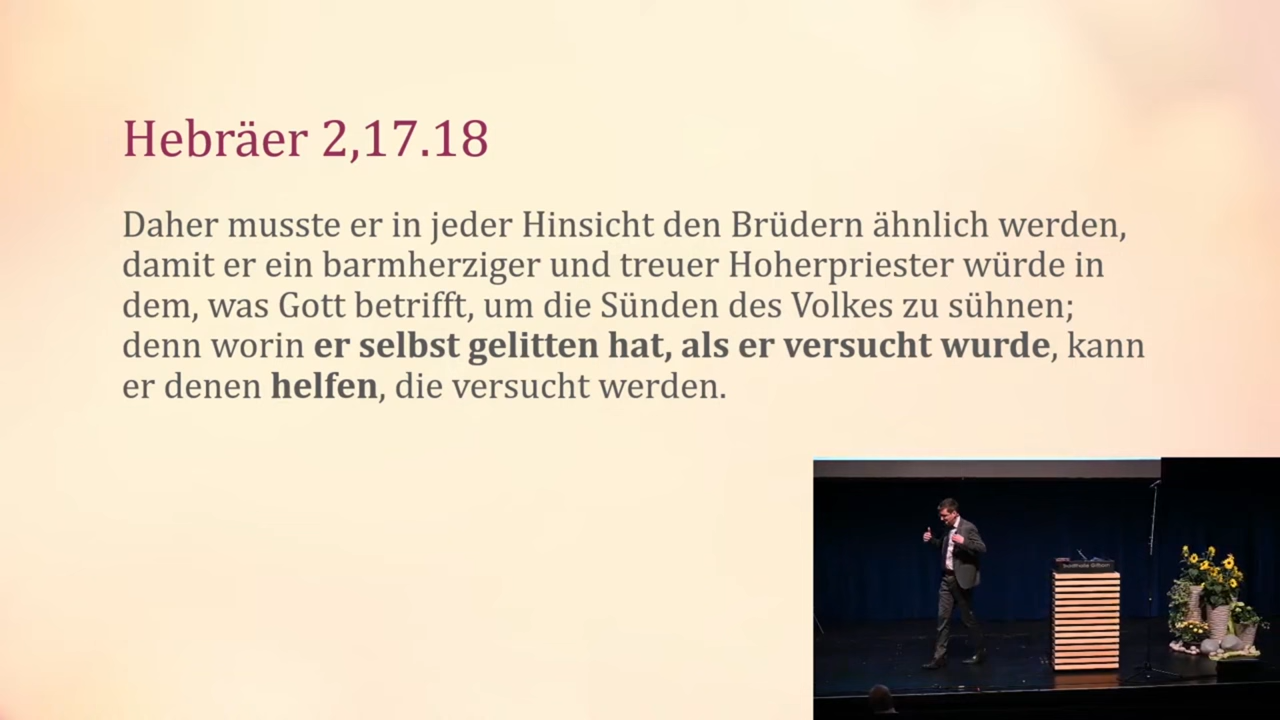 Hebräer 2,17.18
Daher musste er in jeder Hinsicht den Brüdern ähnlich werden,
damit er ein barmherziger und treuer Hoherpriester würde in
dem, was Gott betrifft, um die Sünden des Volkes zu sühnen;
denn worin er selbst gelitten hat, als er versucht wurde, kann
er denen helfen, die versucht werden.
Stadthalle Gifhorn